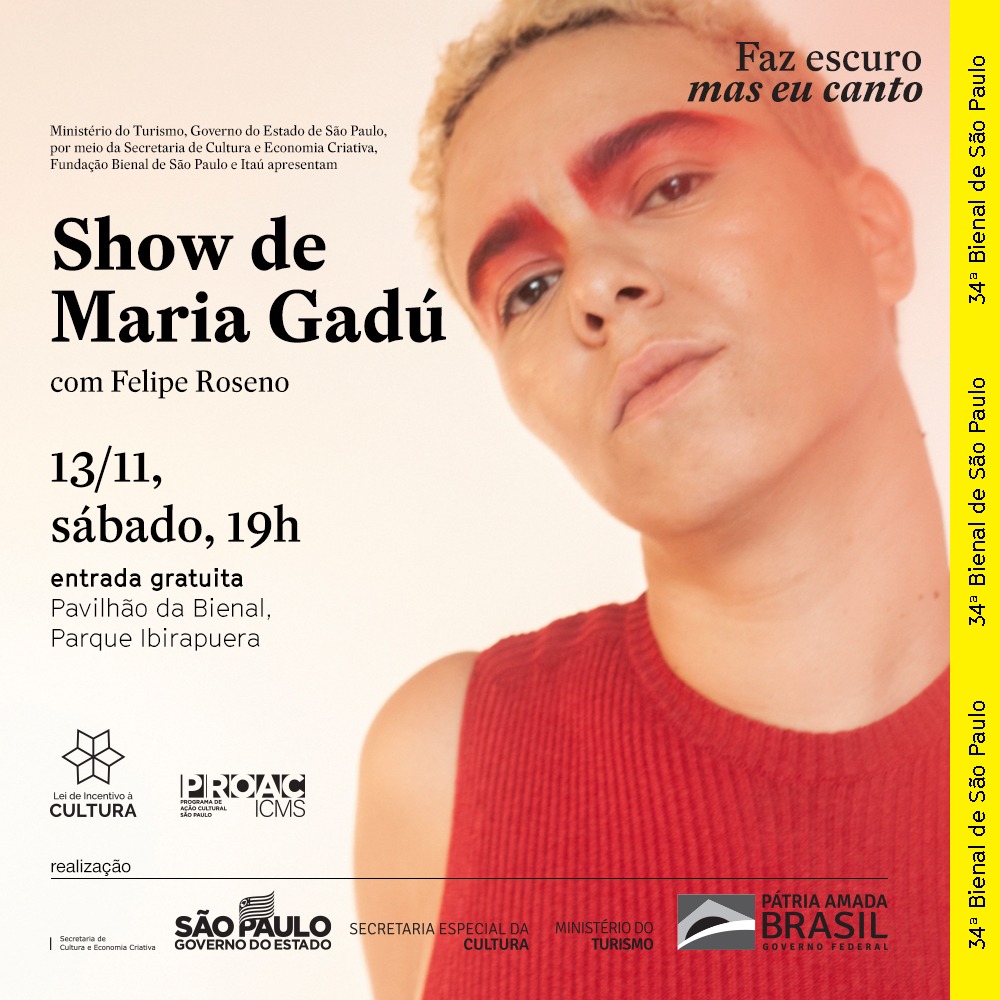 Faz escuro
mas eu canto
Ministério do Turismo, Governo do Estado de São Paulo,
por meio da Secretaria de Cultura e Economia Criativa,
Fundação Bienal de São Paulo e Itaú apresentam
Show de
Maria Gadú
com Felipe Roseno
13/11,
sábado, 19h
entrada gratuita
Pavilhão da Bienal,
Parque Ibirapuera
Lei de Incentivo à
CULTURA
PROAC
PROGRAMA DE
AÇÃO CULTURAL
SÃO PAULO
ICMS
realização
Secretaria de
Cultura e Economia Criativa
SÃO PAULO
GOVERNO DO ESTADO
SECRETARIA ESPECIAL DA
CULTURA
MINISTÉRIO DO
TURISMO
PÁTRIA AMADA
BRASIL
GOVERNO FEDERAL
34ª Bienal de São Paulo
34ª Bienal de São Paulo
34ª Bienal de São Paulo